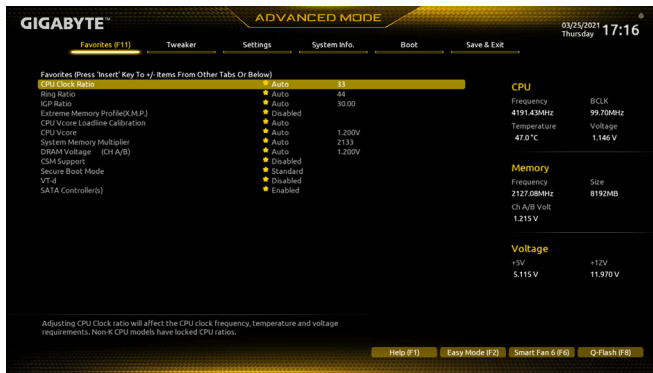 GIGABYTE™
ADVANCED MODE
03/25/2021 Thursday 17:16
Favorites (F11) Tweaker Settings System Info. Boot Save & Exit
Favorites (Press 'Insert' Key To +/- Items From Other Tabs Or Below)
CPU Clock Ratio Auto 33
Ring Ratio Auto 44
IGP Ratio Auto 30.00
Extreme Memory Profile(X.M.P.) Disabled
CPU Vcore Loadline Calibration Auto
CPU Vcore Auto 1.200V
System Memory Multiplier Auto 2133
DRAM Voltage (CH A/B) Auto 1.200V
CSM Support Disabled
Secure Boot Mode Standard
VT-d Disabled
SATA Controller(s) Enabled
CPU
Frequency BCLK
4191.43MHz 99.70MHz
Temperature Voltage
47.0 °C 1.146 V
Memory
Frequency Size
2127.08MHz 8192MB
Ch A/B Volt
1.215 V
Voltage
+5V +12V
5.115 V 11.970 V
Adjusting CPU Clock ratio will affect the CPU clock frequency, temperature and voltage
requirements. Non-K CPU models have locked CPU ratios.
Help (F1) Easy Mode (F2) Smart Fan 6 (F6) Q-Flash (F8)